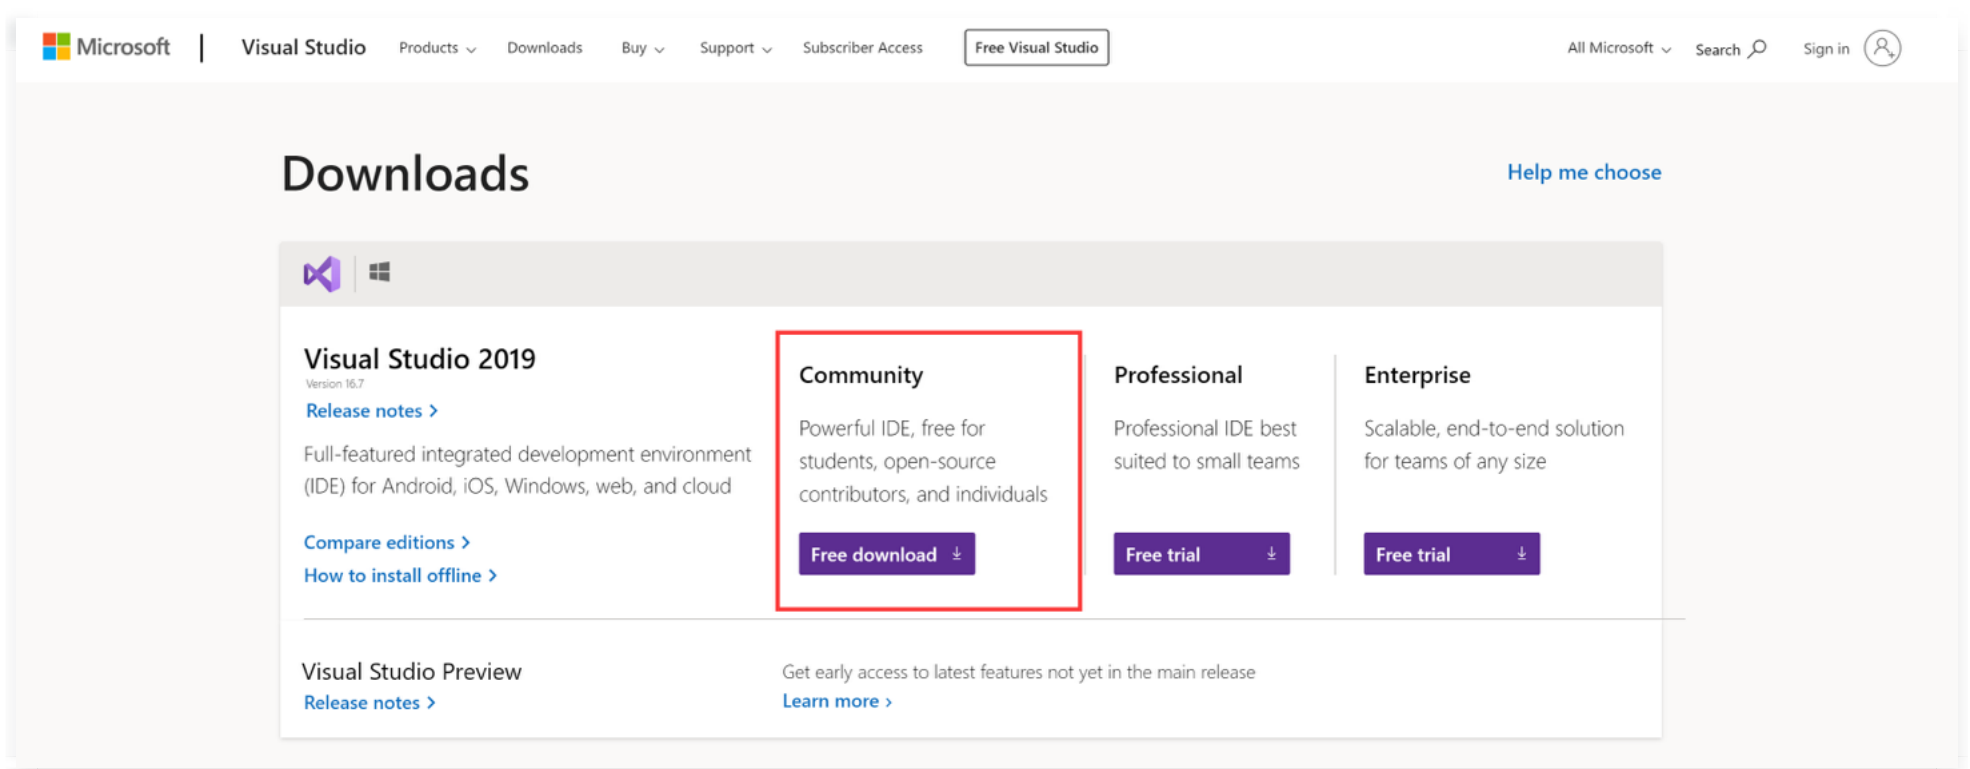 Microsoft | Visual Studio Products Downloads Buy Support Subscriber Access Free Visual Studio All Microsoft Search Sign in
Downloads
Help me choose
Visual Studio 2019
Version 16.7
Release notes >
Full-featured integrated development environment
(IDE) for Android, iOS, Windows, web, and cloud
Compare editions >
How to install offline >
Community
Powerful IDE, free for
students, open-source
contributors, and individuals
Free download
Professional
Professional IDE best
suited to small teams
Free trial
Enterprise
Scalable, end-to-end solution
for teams of any size
Free trial
Visual Studio Preview
Release notes >
Get early access to latest features not yet in the main release
Learn more >